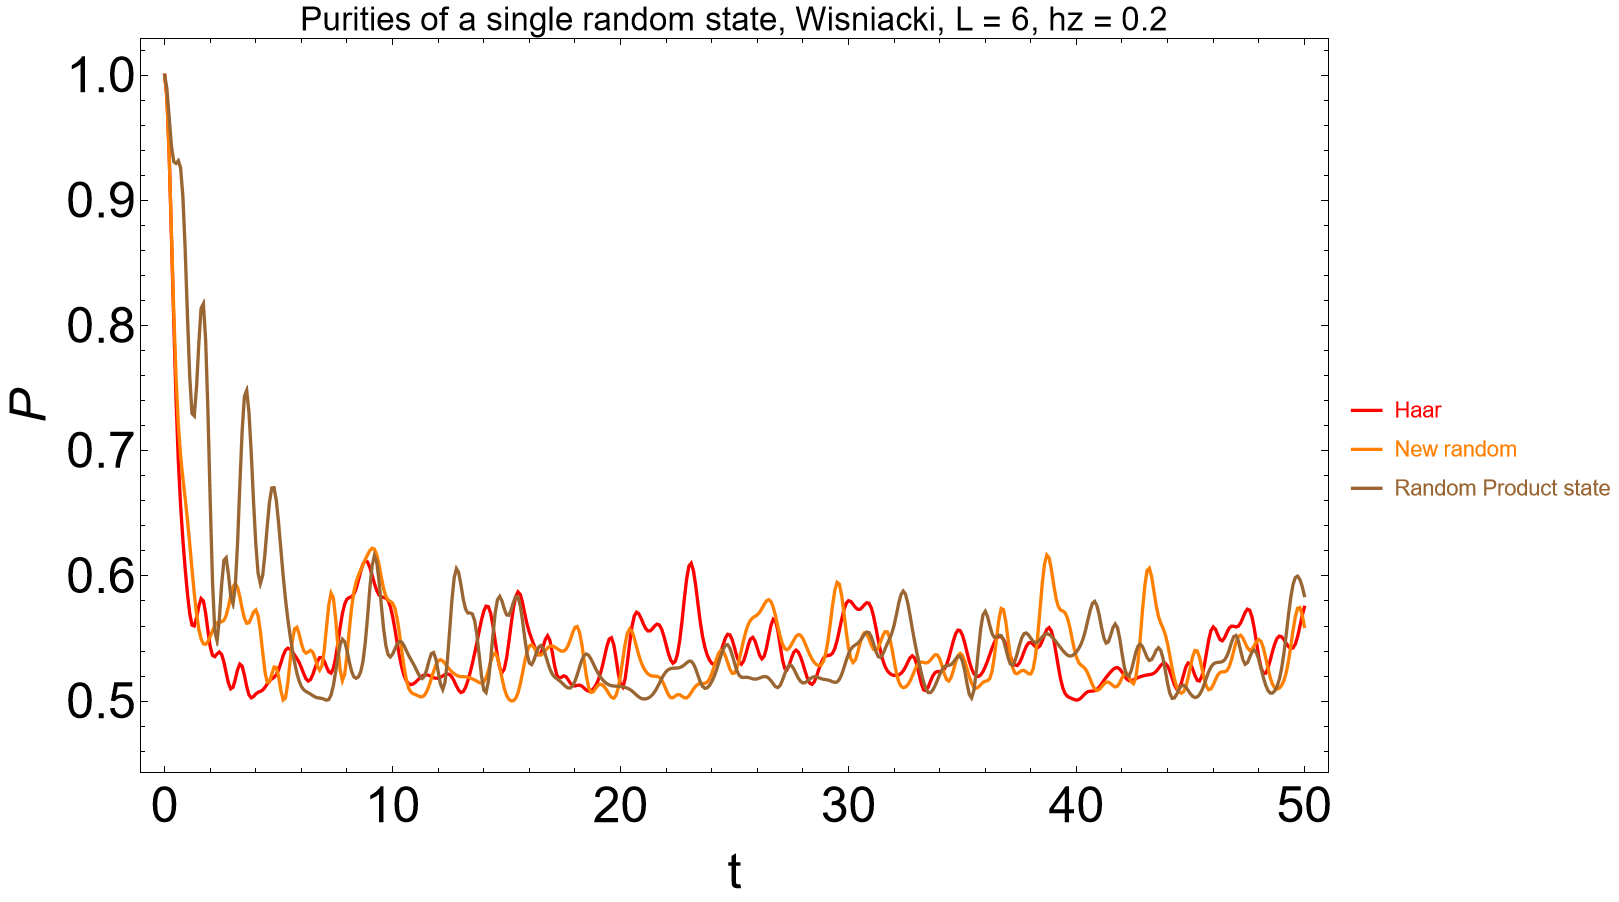 Purities of a single random state, Wisniacki, L = 6, hz = 0.2
1.0
0.9
0.8
0.7
0.6
0.5
P
0 10 20 30 40 50
t
Haar
New random
Random Product state